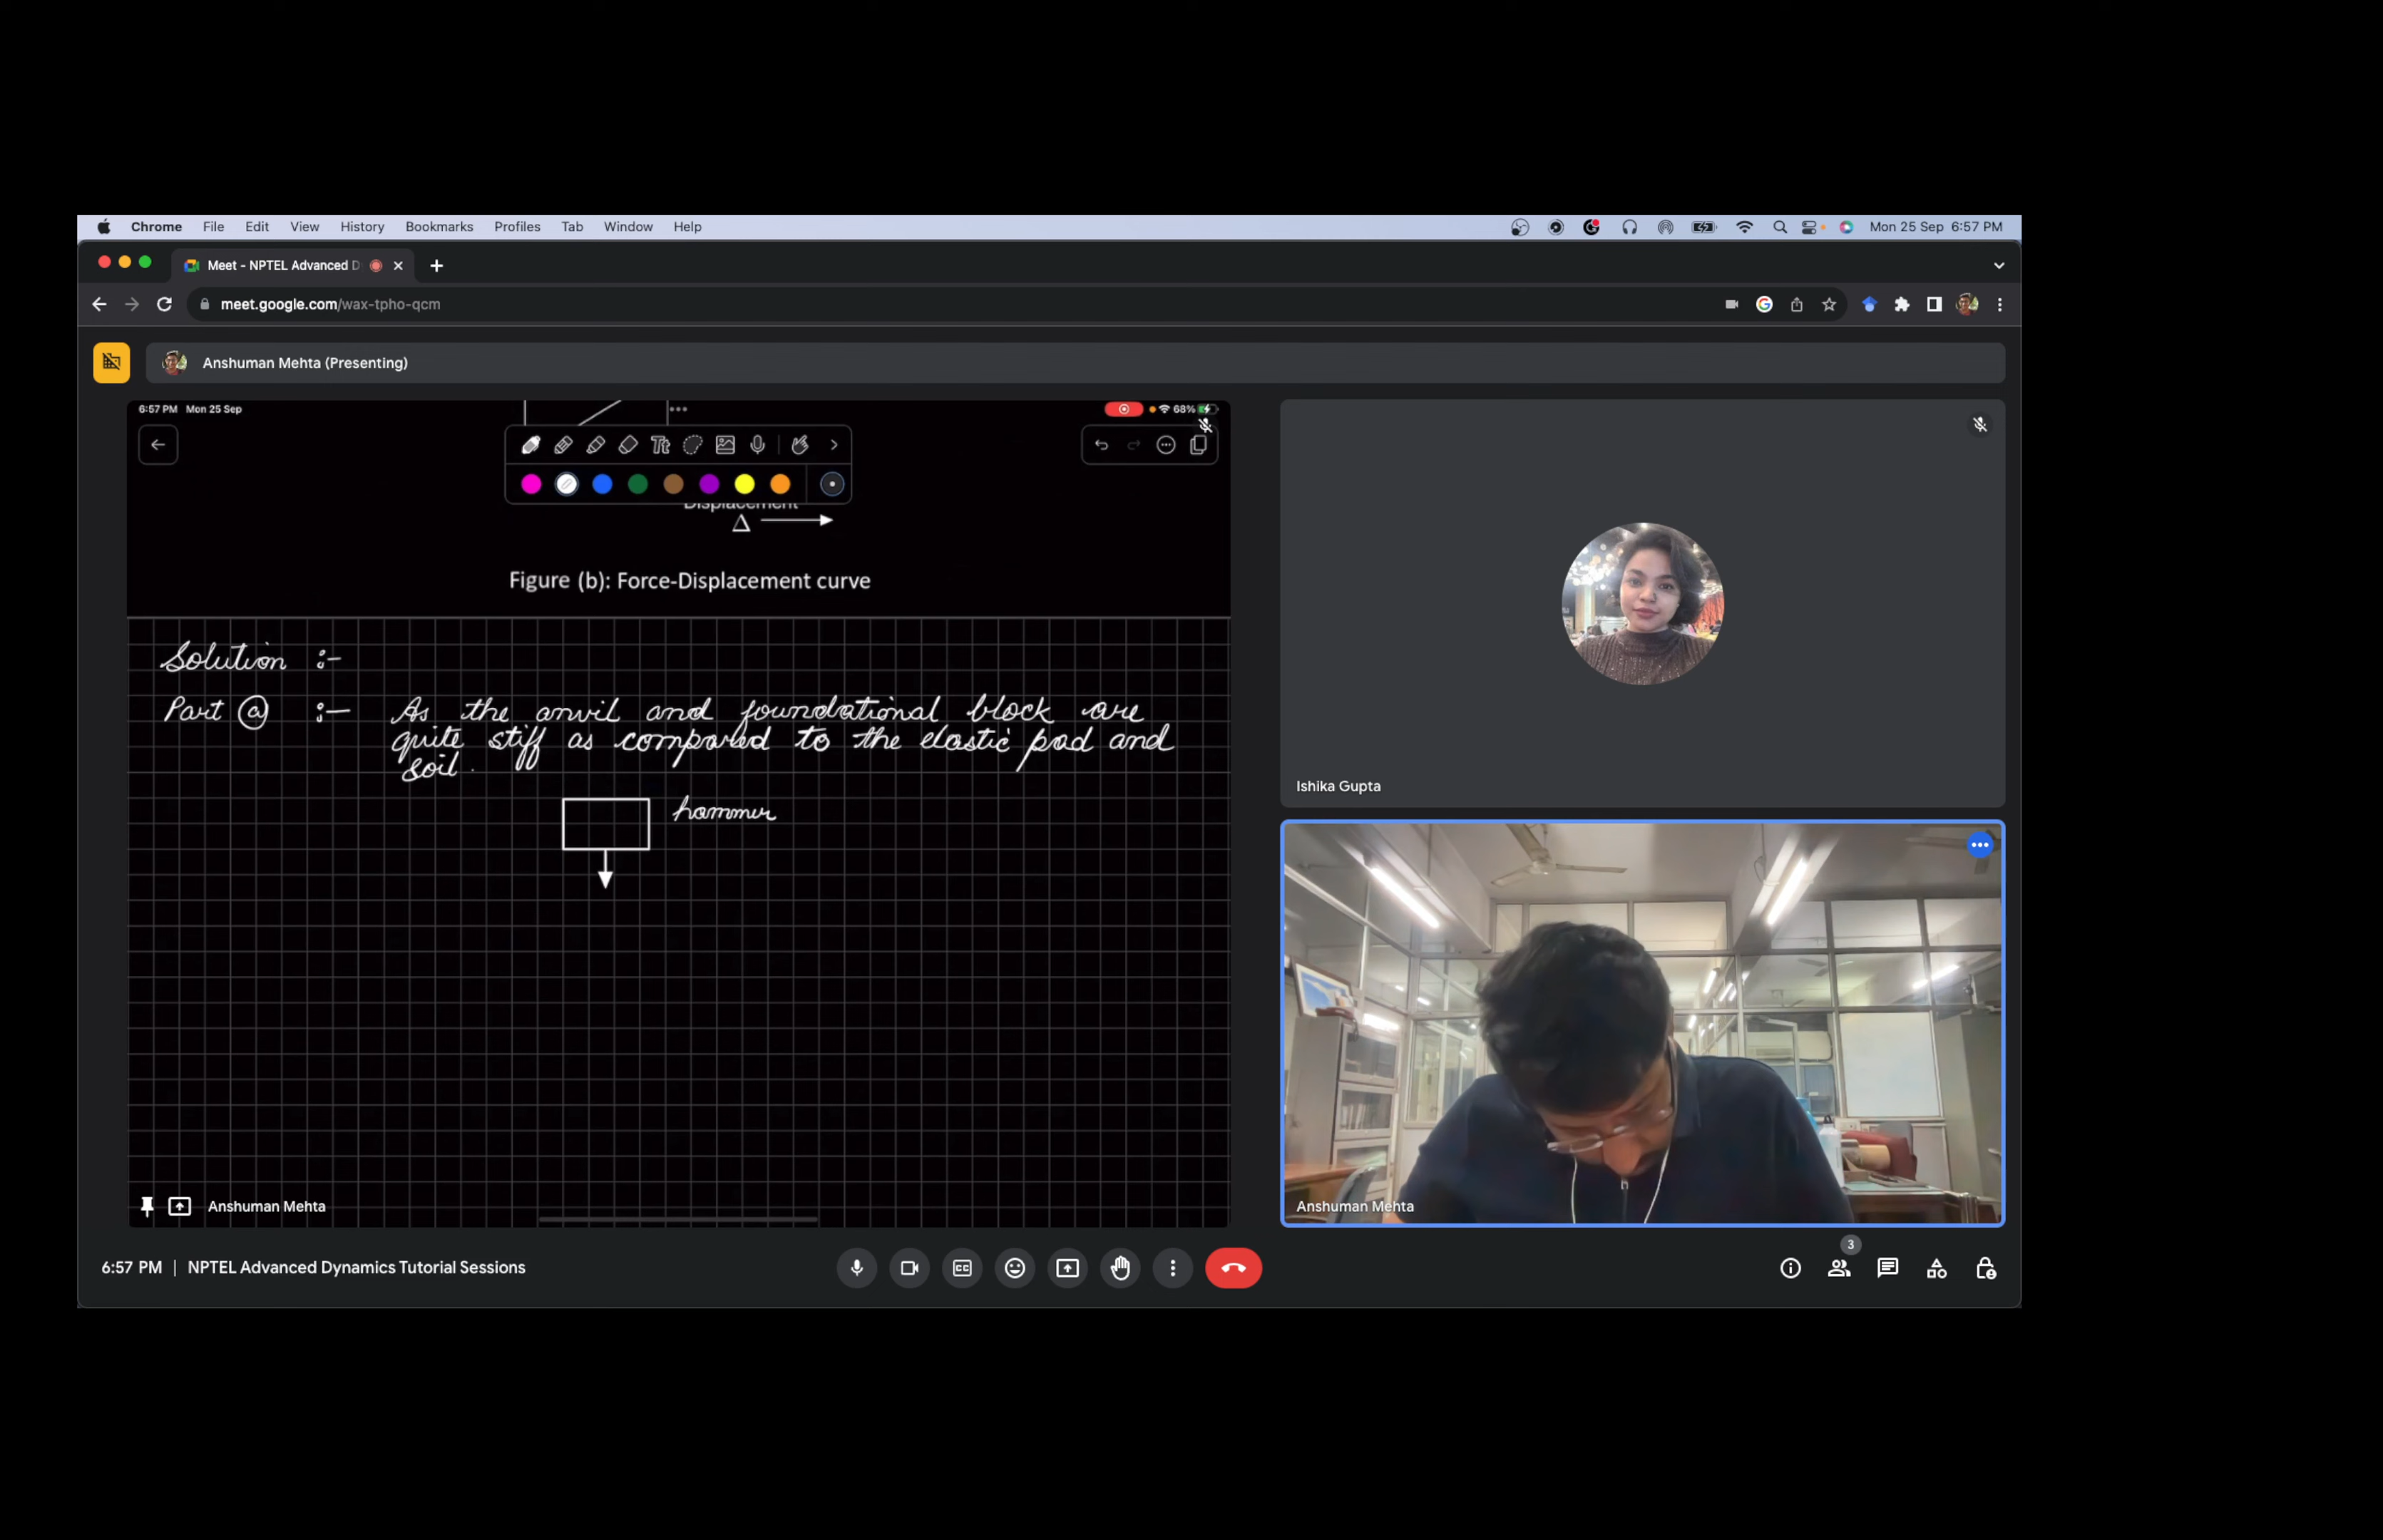 Chrome File Edit View History Bookmarks Profiles Tab Window Help Mon 25 Sep 6:57 PM
Meet - NPTEL Advanced D
meet.google.com/wax-tpho-qcm
Anshuman Mehta (Presenting)
6:57 PM Mon 25 Sep 68%
Displacement
Δ
Figure (b): Force-Displacement curve
Solution :-
Part (a) :- As the anvil and foundational block are
quite stiff as compared to the elastic pad and
soil.
hammer
Anshuman Mehta
Ishika Gupta
Anshuman Mehta
6:57 PM | NPTEL Advanced Dynamics Tutorial Sessions
3